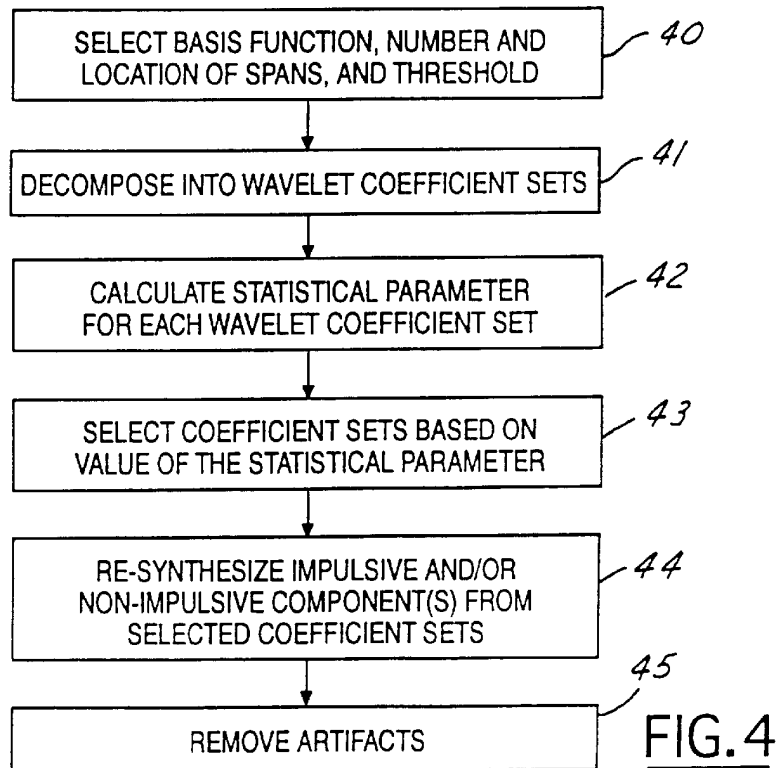 SELECT BASIS FUNCTION, NUMBER AND
LOCATION OF SPANS, AND THRESHOLD
40
DECOMPOSE INTO WAVELET COEFFICIENT SETS
41
CALCULATE STATISTICAL PARAMETER
FOR EACH WAVELET COEFFICIENT SET
42
SELECT COEFFICIENT SETS BASED ON
VALUE OF THE STATISTICAL PARAMETER
43
RE-SYNTHESIZE IMPULSIVE AND/OR
NON-IMPULSIVE COMPONENT(S) FROM
SELECTED COEFFICIENT SETS
44
REMOVE ARTIFACTS
45
FIG.4